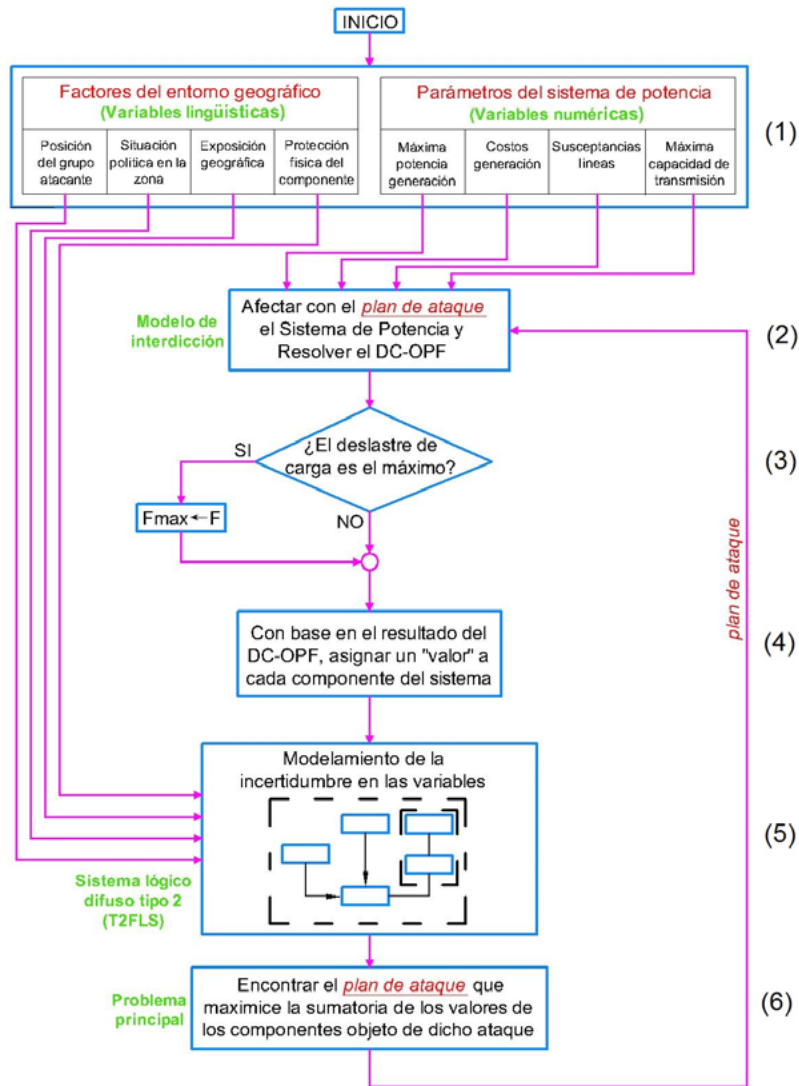 INICIO
Factores del entorno geográfico
(Variables lingüísticas)
Posición
del grupo
atacante
Situación
política en la
zona
Exposición
geográfica
Protección
física del
componente
Parámetros del sistema de potencia
(Variables numéricas)
Máxima
potencia
generación
Costos
generación
Susceptancias
líneas
Máxima
capacidad de
transmisión
(1)
Modelo de
interdicción
Afectar con el plan de ataque
el Sistema de Potencia y
Resolver el DC-OPF
(2)
¿El deslastre de
carga es el máximo?
SI
NO
(3)
Fmax←F
plan de ataque
Con base en el resultado del
DC-OPF, asignar un "valor" a
cada componente del sistema
(4)
Modelamiento de la
incertidumbre en las variables
(5)
Sistema lógico
difuso tipo 2
(T2FLS)
Problema
principal
Encontrar el plan de ataque que
maximice la sumatoria de los valores de
los componentes objeto de dicho ataque
(6)